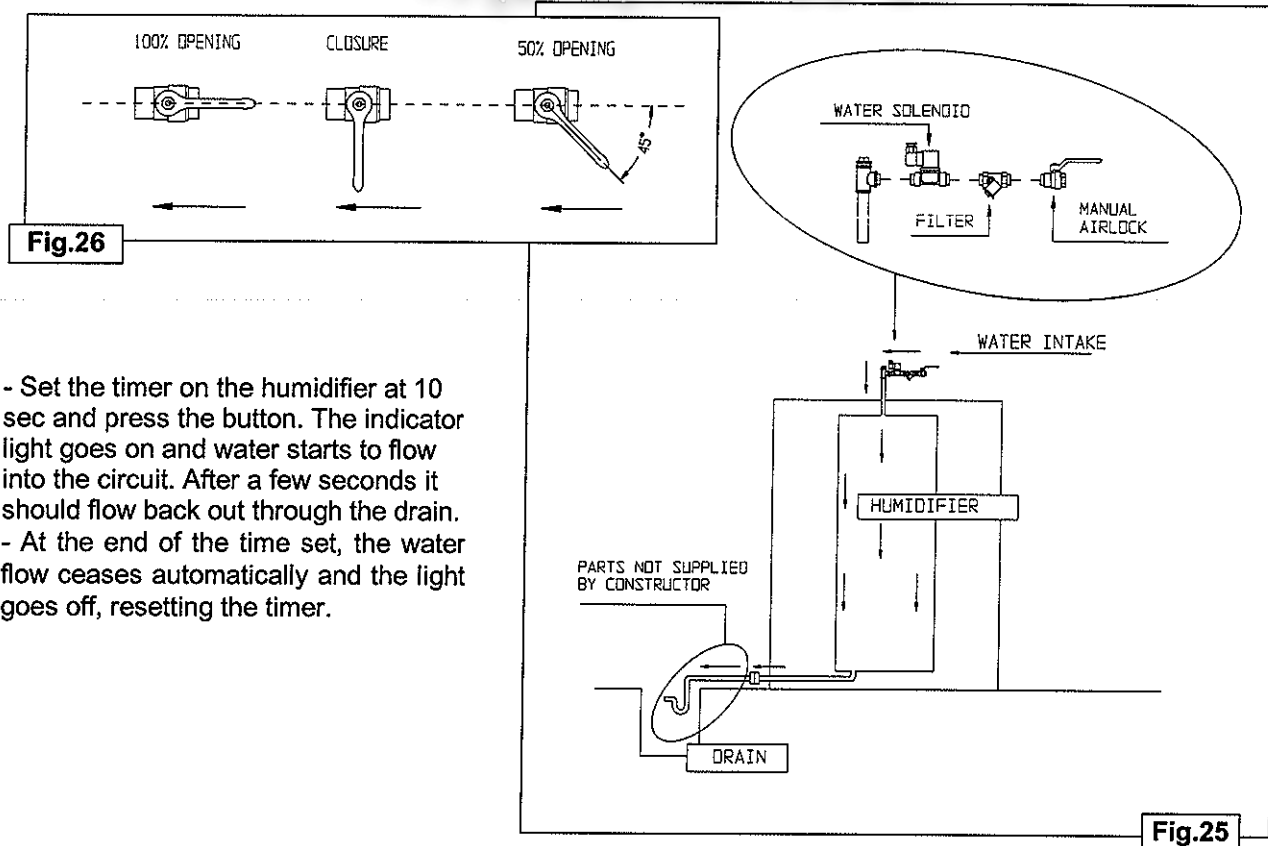 100% OPENING
CLOSURE
50% OPENING
45°
Fig.26
WATER SOLENOID
FILTER
MANUAL
AIRLOCK
WATER INTAKE
- Set the timer on the humidifier at 10
sec and press the button. The indicator
light goes on and water starts to flow
into the circuit. After a few seconds it
should flow back out through the drain.
- At the end of the time set, the water
flow ceases automatically and the light
goes off, resetting the timer.
HUMIDIFIER
PARTS NOT SUPPLIED
BY CONSTRUCTOR
DRAIN
Fig.25